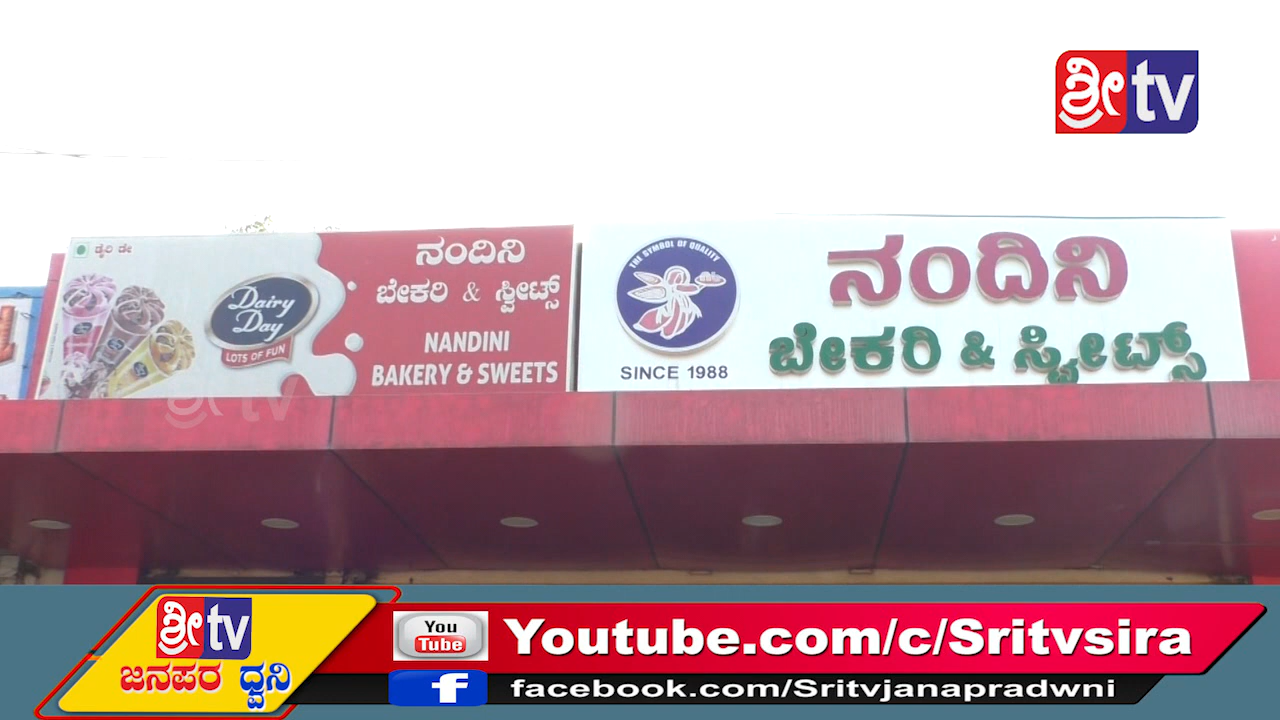 ಶ್ರೀ tv
ಡೈರಿ ಡೇ
Dairy
Day
LOTS OF FUN
ನಂದಿನಿ
ಬೇಕರಿ & ಸ್ವೀಟ್ಸ್
NANDINI
BAKERY & SWEETS
THE SYMBOL OF QUALITY
SINCE 1988
ನಂದಿನಿ
ಬೇಕರಿ & ಸ್ವೀಟ್ಸ್
ಶ್ರೀ tv
ಶ್ರೀ tv
ಜನಪರ ಧ್ವನಿ
You
Tube
Youtube.com/c/Sritvsira
f
facebook.com/Sritvjanapradwni